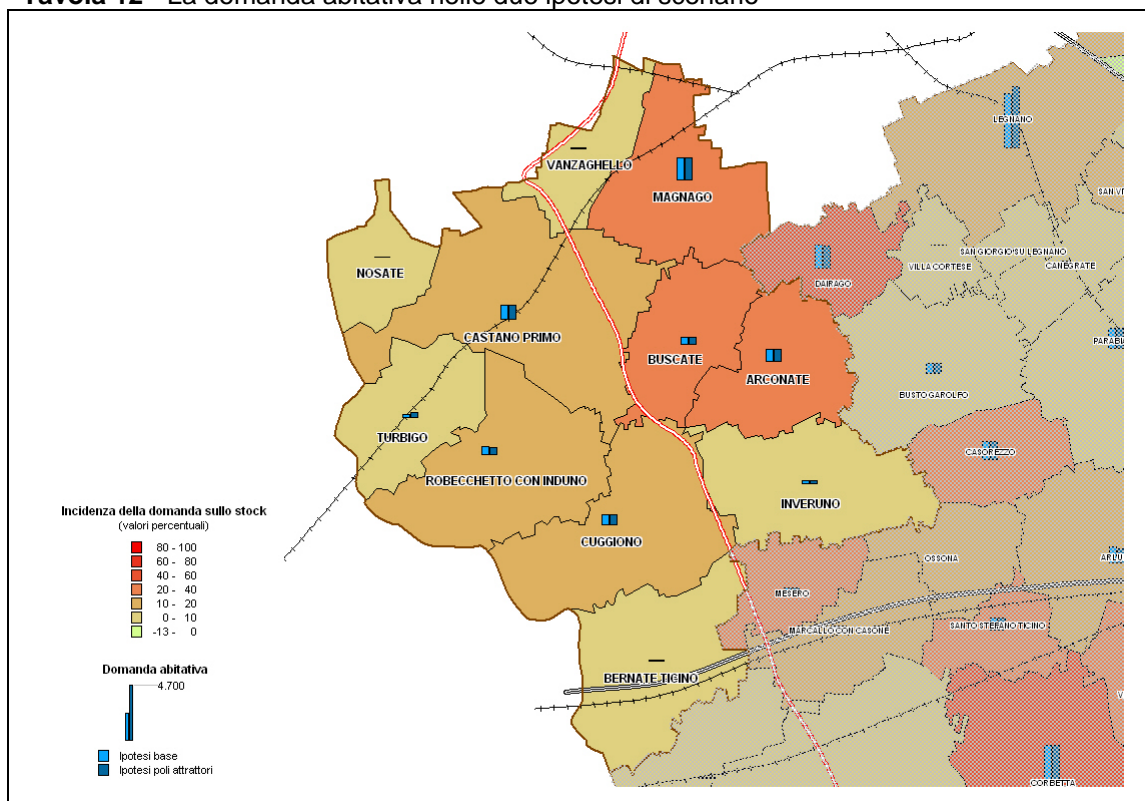 Tavola 12 - La domanda abitativa nelle due ipotesi di scenario
LEGNANO
VANZAGHELLO
MAGNAGO
SAN VI
SAN GIORGIO SU LEGNANO
NOSATE
VILLA CORTESE
CANEGRATE
DAIRAGO
CASTANO PRIMO
PARABIA
BUSCATE
ARCONATE
BUSTO GAROLFO
TURBIGO
CASOREZZO
ROBECCHETTO CON INDUNO
INVERUNO
Incidenza della domanda sullo stock
(valori percentuali)
80 - 100
60 - 80
40 - 60
20 - 40
10 - 20
0 - 10
-13 - 0
CUGGIONO
OSSONA
ARLU
MESERO
MARCALLO CON CASONE
SANTO STEFANO TICINO
BERNATE TICINO
V
Domanda abitativa
4.700
Ipotesi base
Ipotesi poli attrattori
CORBETTA